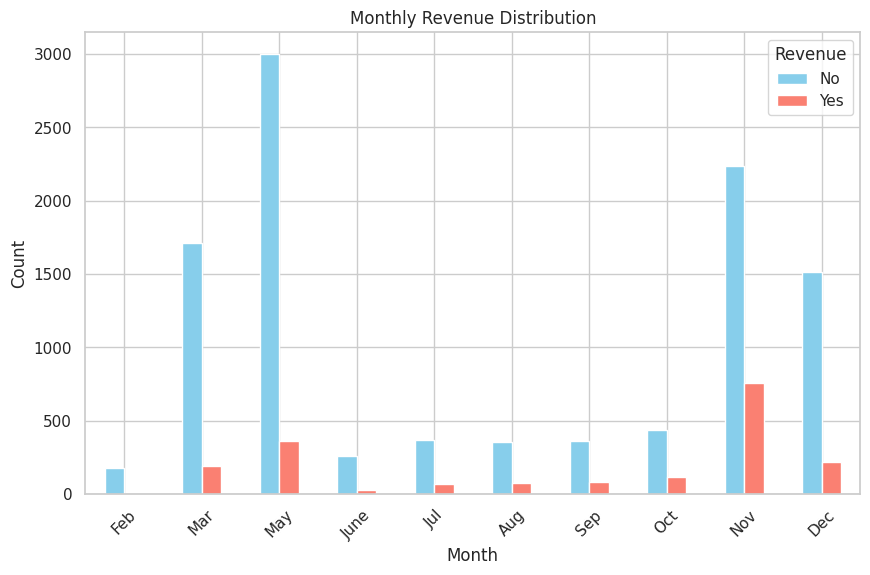 Monthly Revenue Distribution
Revenue
No
Yes
3000
2500
2000
1500
1000
500
0
Count
Feb
Mar
May
June
Jul
Aug
Sep
Oct
Nov
Dec
Month